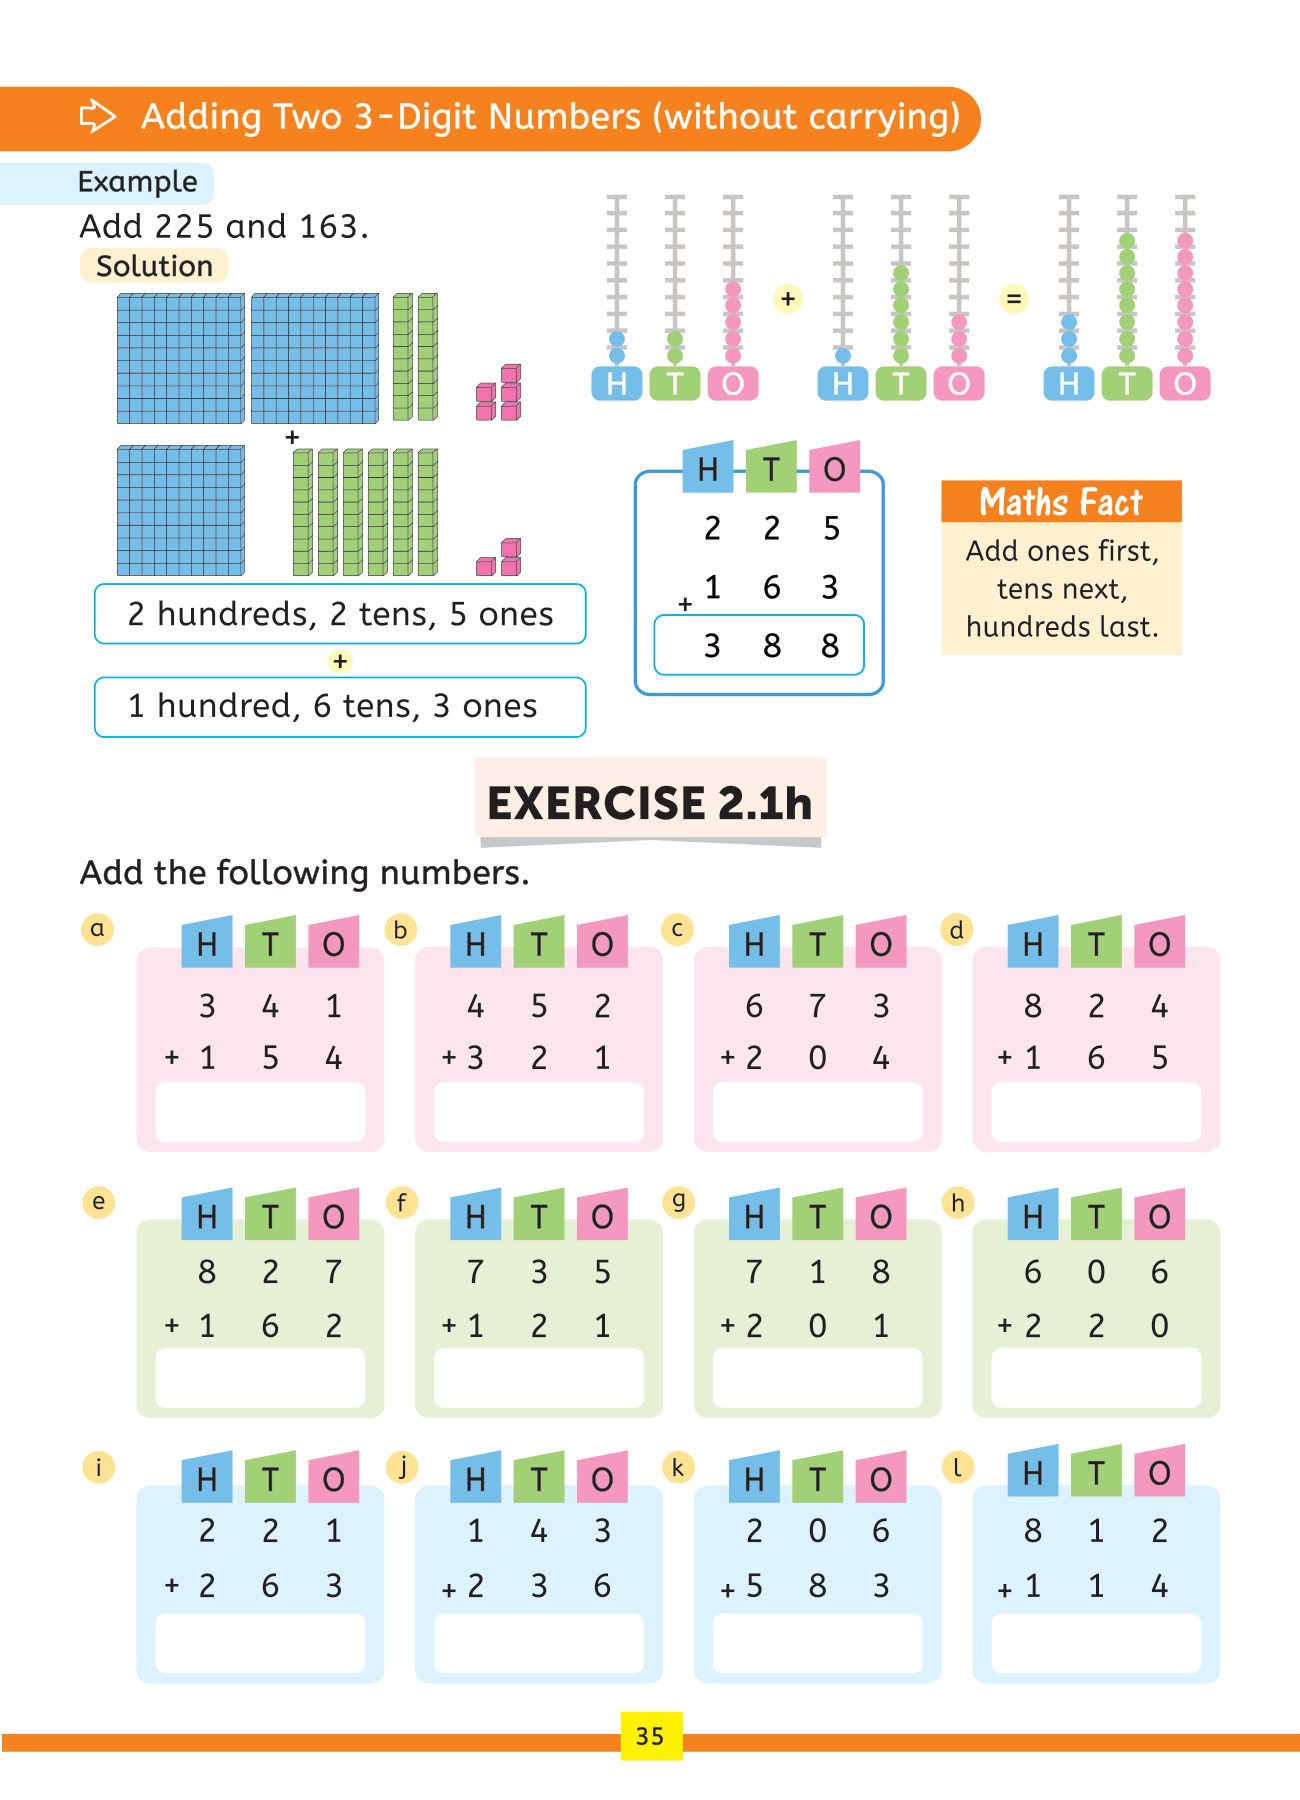 Adding Two 3-Digit Numbers (without carrying)
Example
Add 225 and 163.
Solution
+
H T O
+
H T O
=
H T O
2 hundreds, 2 tens, 5 ones
+
1 hundred, 6 tens, 3 ones
H T O
2 2 5
+ 1 6 3
3 8 8
Maths Fact
Add ones first,
tens next,
hundreds last.
EXERCISE 2.1h
Add the following numbers.
a
H T O
3 4 1
+ 1 5 4
b
H T O
4 5 2
+ 3 2 1
c
H T O
6 7 3
+ 2 0 4
d
H T O
8 2 4
+ 1 6 5
e
H T O
8 2 7
+ 1 6 2
f
H T O
7 3 5
+ 1 2 1
g
H T O
7 1 8
+ 2 0 1
h
H T O
6 0 6
+ 2 2 0
i
H T O
2 2 1
+ 2 6 3
j
H T O
1 4 3
+ 2 3 6
k
H T O
2 0 6
+ 5 8 3
l
H T O
8 1 2
+ 1 1 4
35